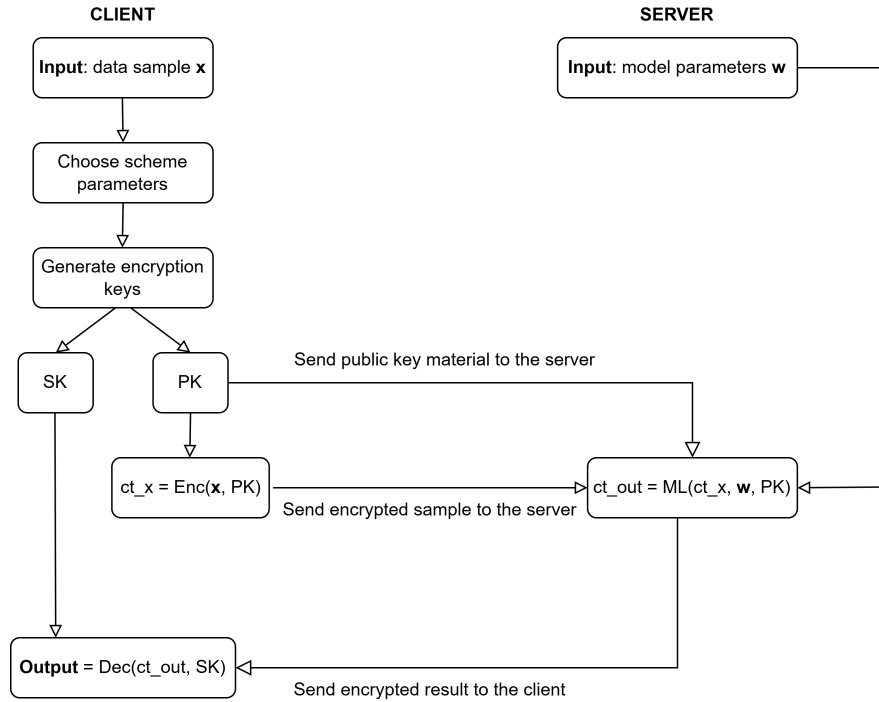 CLIENT
SERVER
Input: data sample x
Input: model parameters w
Choose scheme
parameters
Generate encryption
keys
Send public key material to the server
SK
PK
ct_x = Enc(x, PK)
ct_out = ML(ct_x, w, PK)
Send encrypted sample to the server
Output = Dec(ct_out, SK)
Send encrypted result to the client